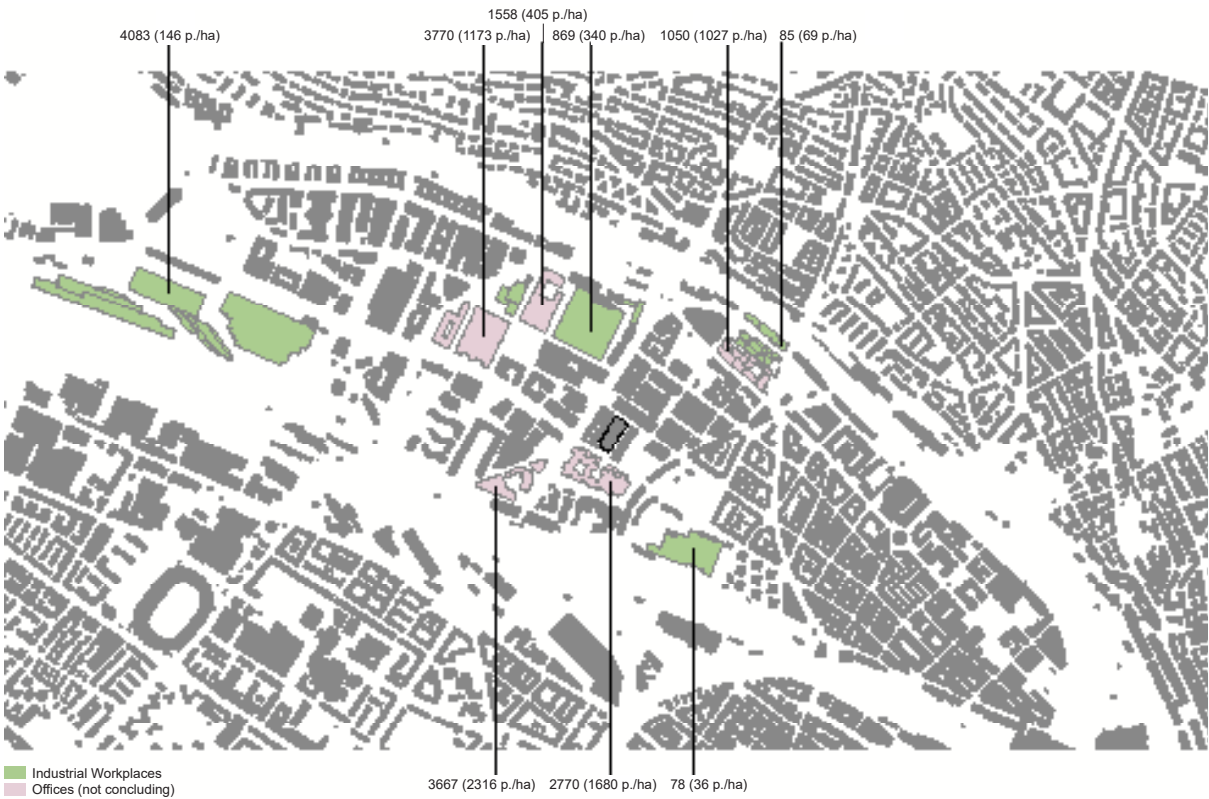 1558 (405 p./ha)
4083 (146 p./ha)
3770 (1173 p./ha)
869 (340 p./ha)
1050 (1027 p./ha)
85 (69 p./ha)
Industrial Workplaces
Offices (not concluding)
3667 (2316 p./ha)
2770 (1680 p./ha)
78 (36 p./ha)